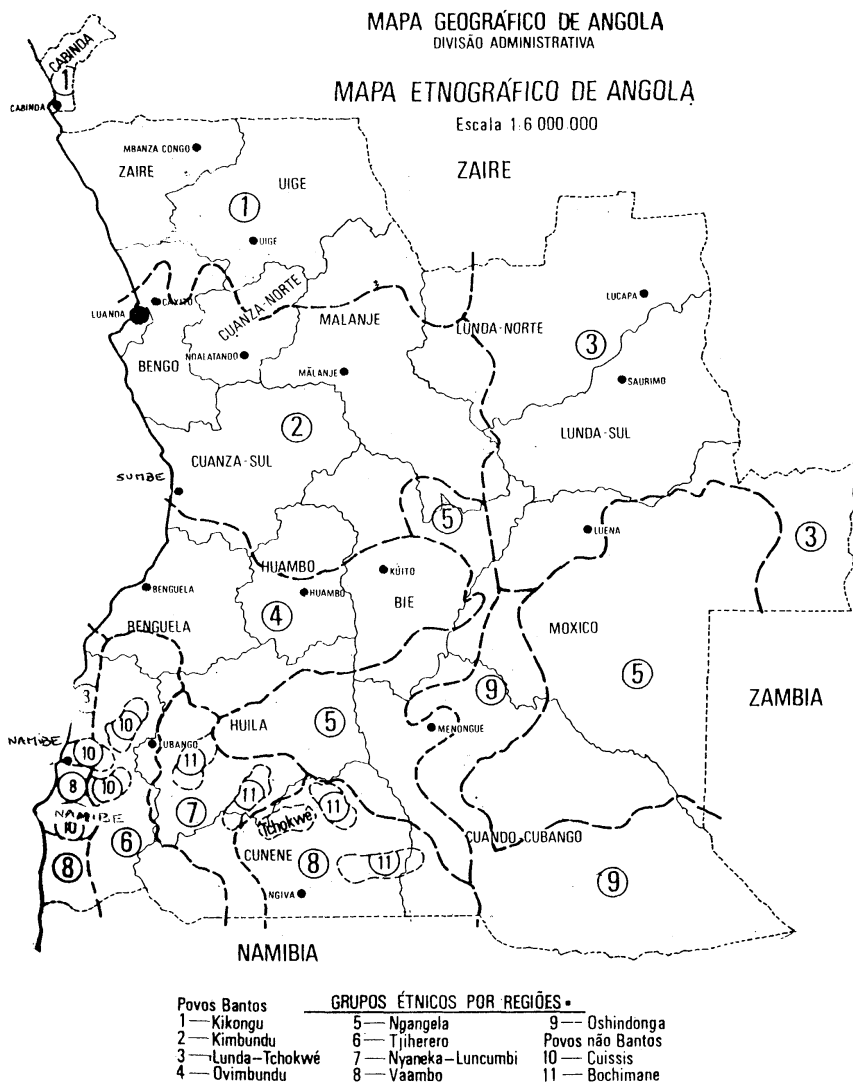 MAPA GEOGRÁFICO DE ANGOLA
DIVISÃO ADMINISTRATIVA
MAPA ETNOGRÁFICO DE ANGOLA
Escala 1:6 000.000
CABINDA
1
CABINDA
MBANZA CONGO
ZAIRE
ZAIRE
UIGE
1
UIGE
LUCAPA
CAXITO
LUANDA
CUANZA-NORTE
MALANJE
LUNDA-NORTE
3
BENGO
NDALATANDO
MĀLANJE
SAURIMO
2
LUNDA-SUL
CUANZA-SUL
SUMBE
5
LUENA
3
HUAMBO
KUITO
BENGUELA
HUAMBO
BIE
4
BENGUELA
MOXICO
5
9
ZAMBIA
HUILA
5
MENONGUE
10
NAMIBE
UBANGO
10
11
8
10
11
11
7
NAMIBE
10
Tchokwé
CUANDO-CUBANGO
6
CUNENE
8
11
8
9
NGIVA
NAMIBIA
GRUPOS ÉTNICOS POR REGIÕES
Povos Bantos
1 — Kikongu
2 — Kimbundu
3 — Lunda-Tchokwé
4 — Ovimbundu
5 — Ngangela
6 — Tjiherero
7 — Nyaneka-Luncumbi
8 — Vaambo
9 -- Oshindonga
Povos não Bantos
10 — Cuissis
11 — Bochimane